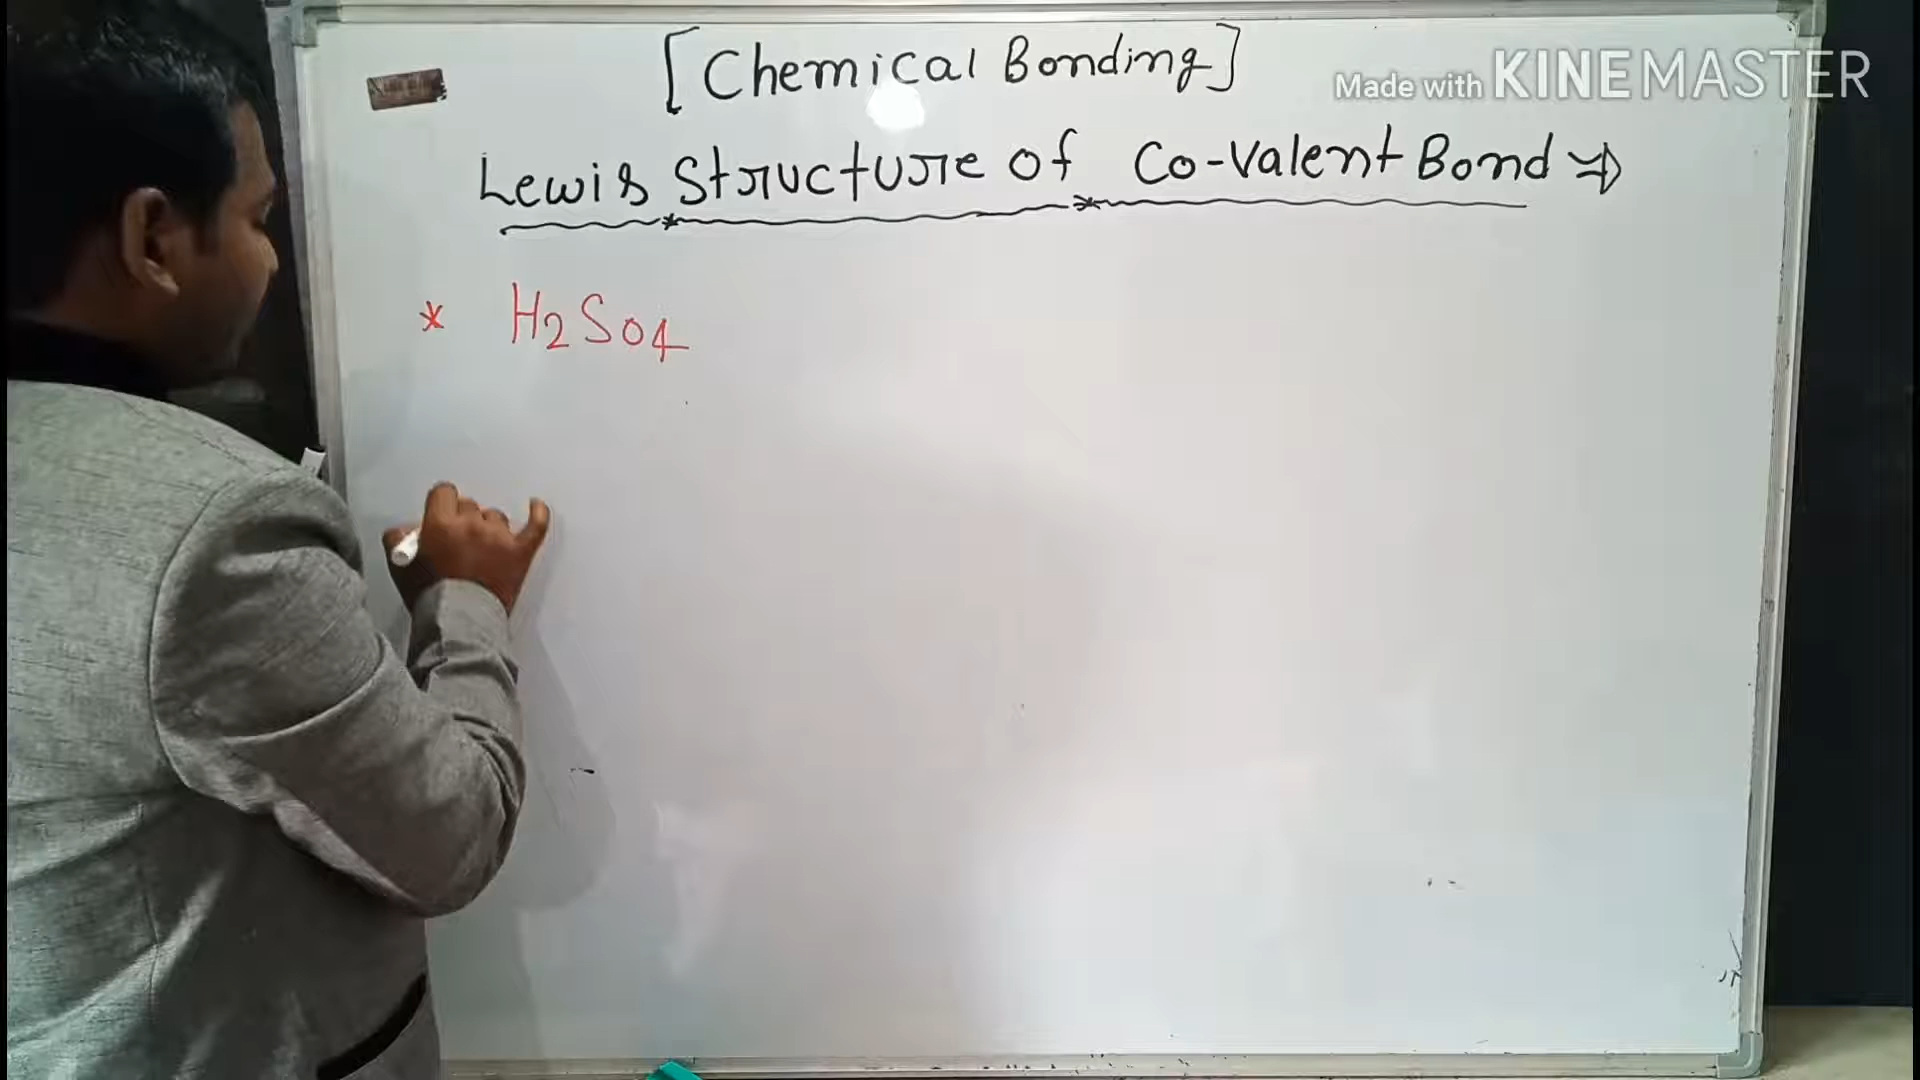 [Chemical Bonding]
Made with KINEMASTER
Lewis Structure of Co-Valent Bond ⇒
* H2SO4